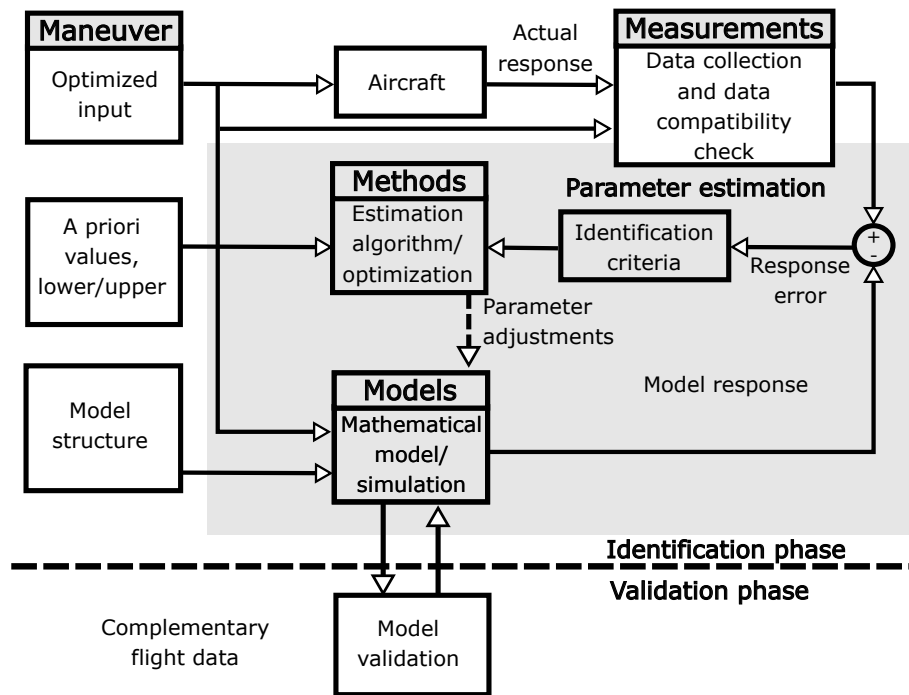 Maneuver
Optimized
input
Aircraft
Actual
response
Measurements
Data collection
and data
compatibility
check
A priori
values,
lower/upper
Methods
Estimation
algorithm/
optimization
Parameter estimation
Identification
criteria
+
-
Response
error
Parameter
adjustments
Model
structure
Models
Mathematical
model/
simulation
Model response
Identification phase
Validation phase
Complementary
flight data
Model
validation